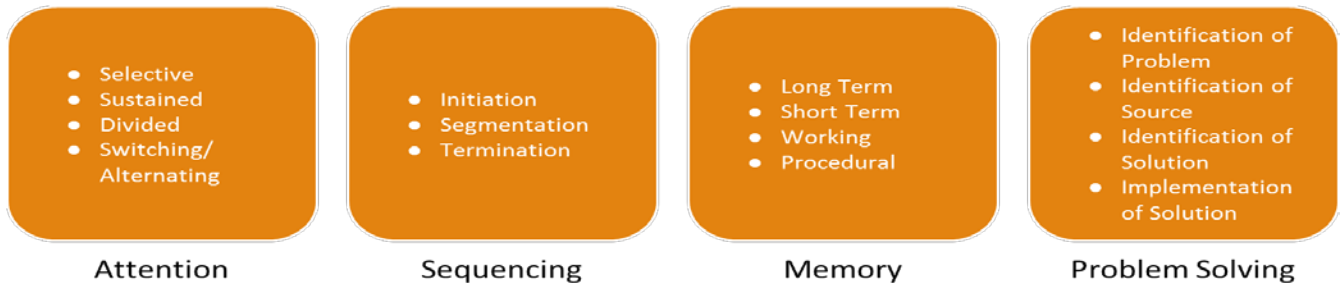 • Selective
• Sustained
• Divided
• Switching/
Alternating
Attention
• Initiation
• Segmentation
• Termination
Sequencing
• Long Term
• Short Term
• Working
• Procedural
Memory
• Identification of
Problem
• Identification of
Source
• Identification of
Solution
• Implementation
of Solution
Problem Solving